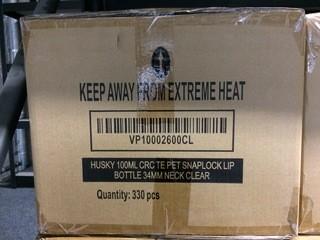 KEEP AWAY FROM EXTREME HEAT
VP10002600CL
HUSKY 100ML CRC TE PET SNAPLOCK LIP
BOTTLE 34MM NECK CLEAR
Quantity: 330 pcs